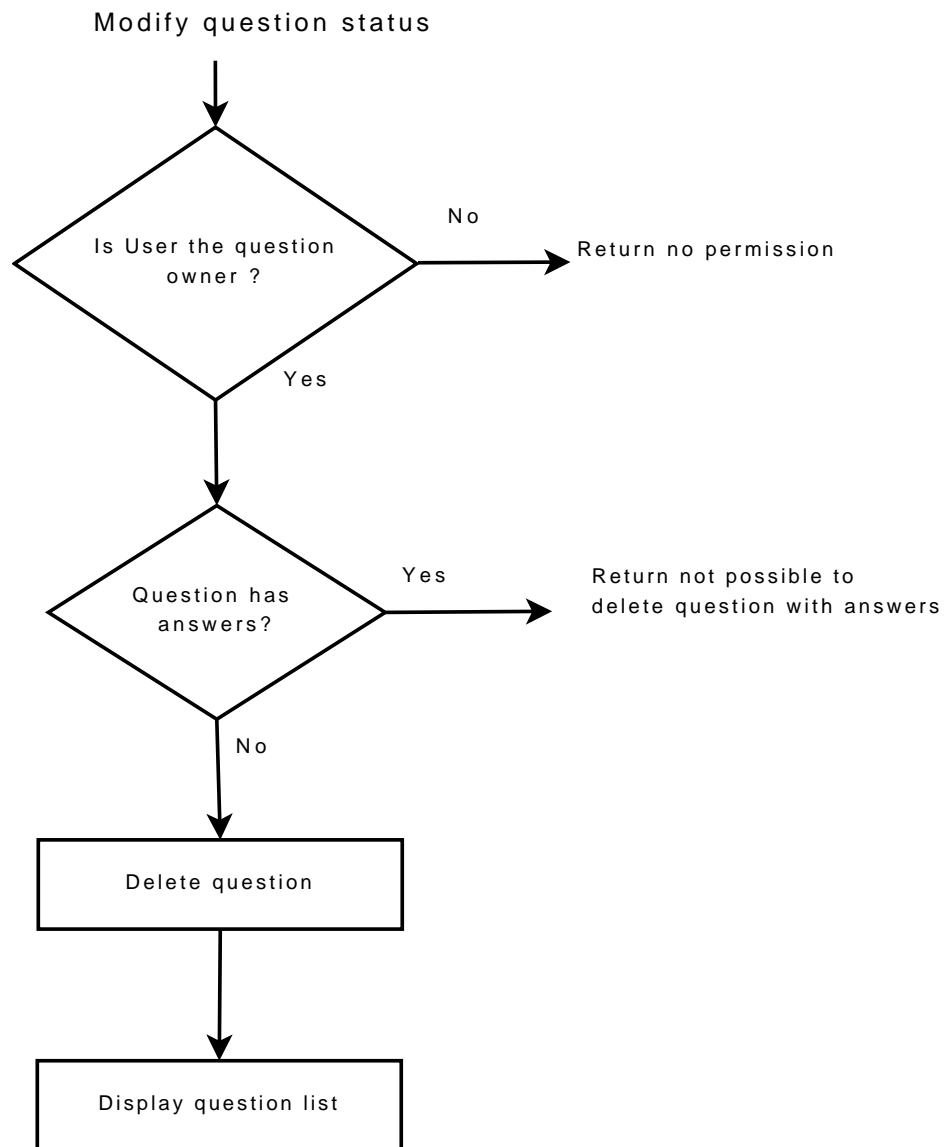 Modify question status
No
Is User the question
owner ?
Return no permission
Yes
Yes
Return not possible to
delete question with answers
Question has
answers?
No
Delete question
Display question list